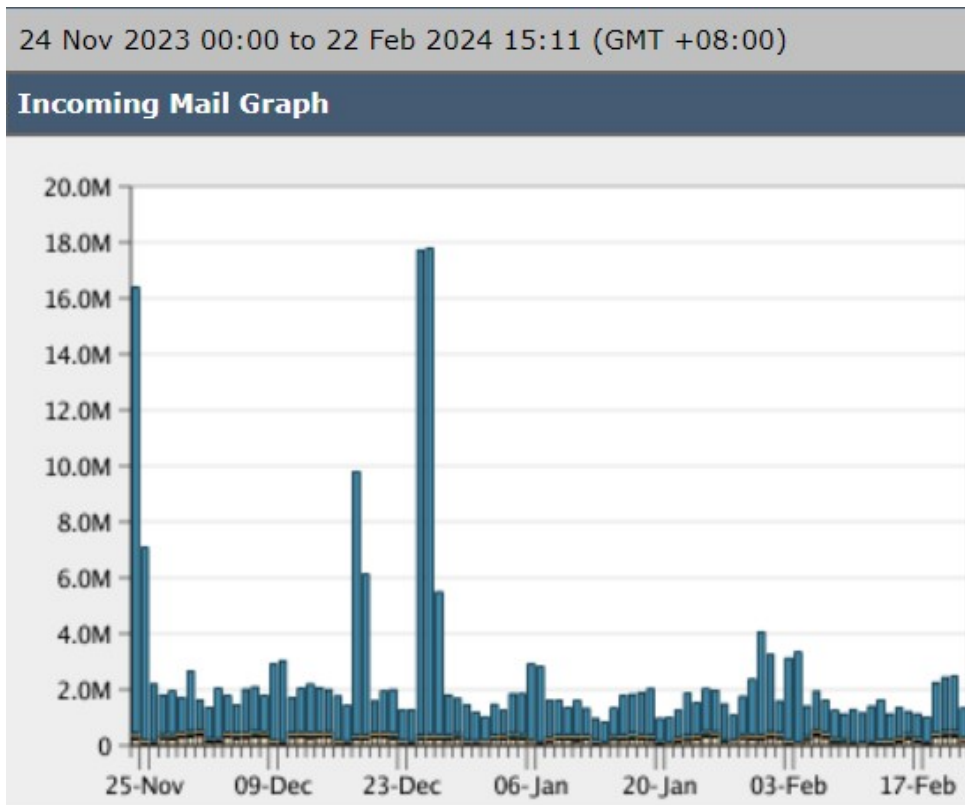 24 Nov 2023 00:00 to 22 Feb 2024 15:11 (GMT +08:00)
Incoming Mail Graph
20.0M
18.0M
16.0M
14.0M
12.0M
10.0M
8.0M
6.0M
4.0M
2.0M
0
25-Nov 09-Dec 23-Dec 06-Jan 20-Jan 03-Feb 17-Feb